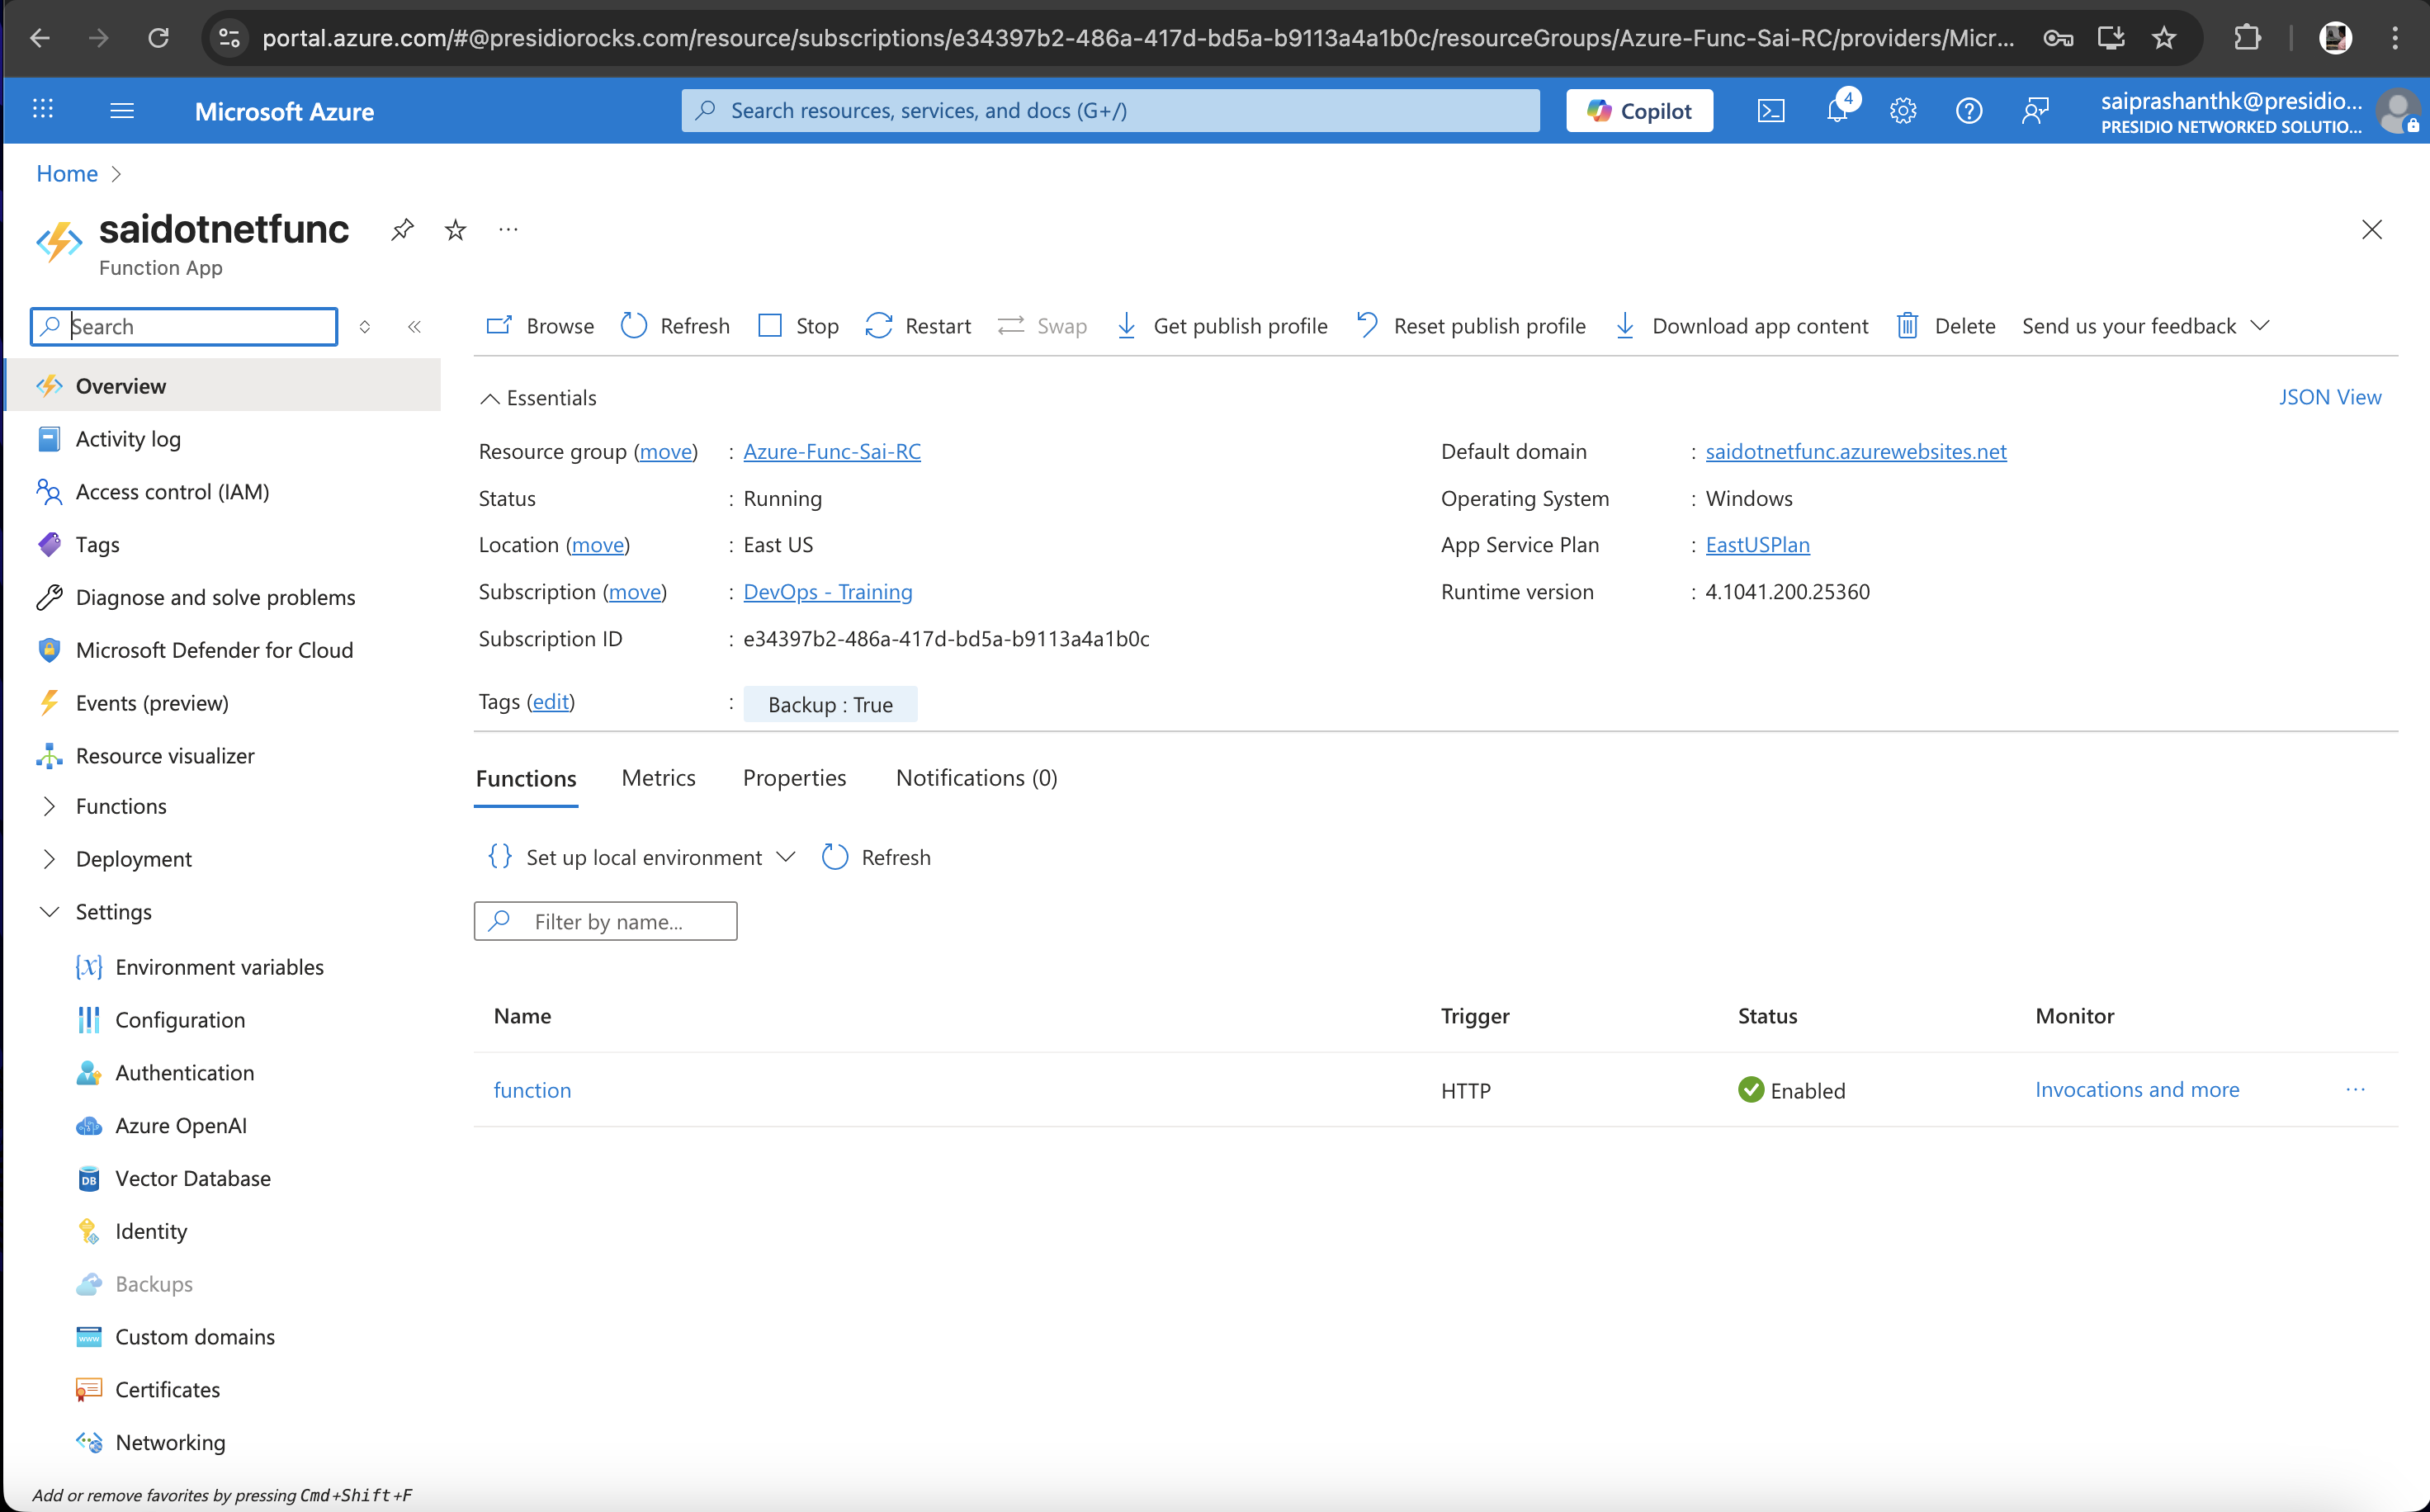 portal.azure.com/#@presidiorocks.com/resource/subscriptions/e34397b2-486a-417d-bd5a-b9113a4a1b0c/resourceGroups/Azure-Func-Sai-RC/providers/Micr...
Microsoft Azure
Search resources, services, and docs (G+/)
Copilot
4
saiprashanthk@presidio...
PRESIDIO NETWORKED SOLUTIO...
Home
saidotnetfunc
Function App
Search
Browse Refresh Stop Restart Swap Get publish profile Reset publish profile Download app content Delete Send us your feedback
Overview
Activity log
Access control (IAM)
Tags
Diagnose and solve problems
Microsoft Defender for Cloud
Events (preview)
Resource visualizer
Functions
Deployment
Settings
Environment variables
Configuration
Authentication
Azure OpenAI
Vector Database
Identity
Backups
Custom domains
Certificates
Networking
Add or remove favorites by pressing Cmd+Shift+F
Essentials
JSON View
Resource group (move) : Azure-Func-Sai-RC
Status : Running
Location (move) : East US
Subscription (move) : DevOps - Training
Subscription ID : e34397b2-486a-417d-bd5a-b9113a4a1b0c
Tags (edit) : Backup : True
Default domain : saidotnetfunc.azurewebsites.net
Operating System : Windows
App Service Plan : EastUSPlan
Runtime version : 4.1041.200.25360
Functions Metrics Properties Notifications (0)
Set up local environment Refresh
Filter by name...
Name Trigger Status Monitor
function HTTP Enabled Invocations and more